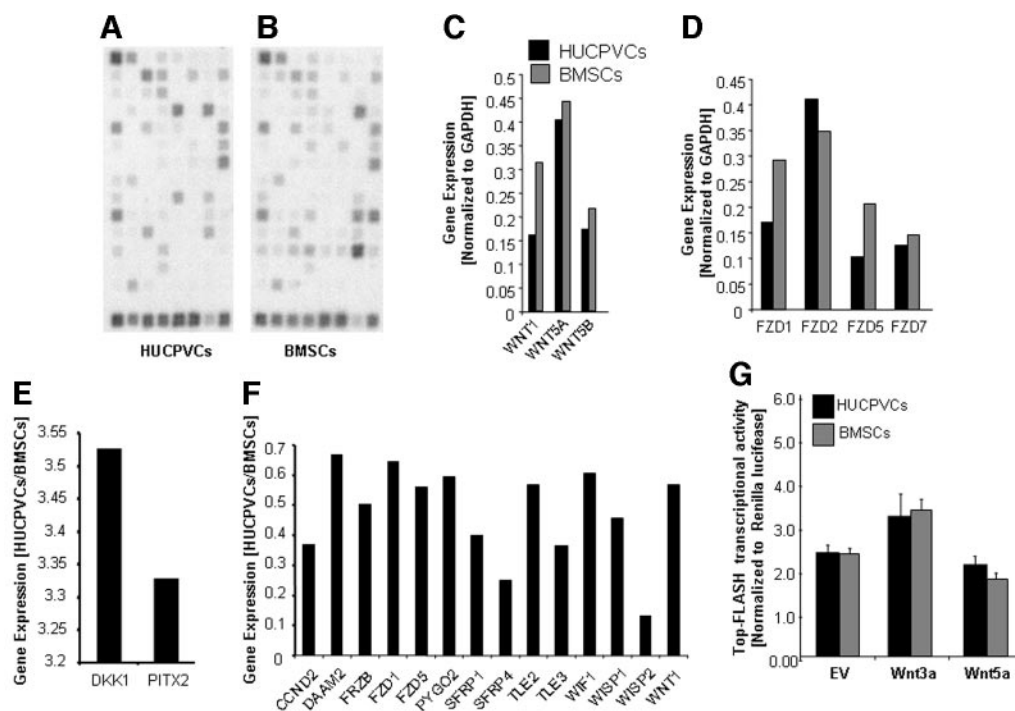 A
B
HUCPVCs
BMSCs
C
HUCPVCs
BMSCs
Gene Expression
[Normalized to GAPDH]
0.5
0.45
0.4
0.35
0.3
0.25
0.2
0.15
0.1
0.05
0
WNT1
WNT5A
WNT5B
D
Gene Expression
[Normalized to GAPDH]
0.45
0.4
0.35
0.3
0.25
0.2
0.15
0.1
0.05
0
FZD1 FZD2 FZD5 FZD7
E
Gene Expression [HUCPVCs/BMSCs]
3.55
3.5
3.45
3.4
3.35
3.3
3.25
3.2
DKK1 PITX2
F
Gene Expression [HUCPVCs/BMSCs]
0.7
0.6
0.5
0.4
0.3
0.2
0.1
0
CCND2
DAAM2
FRZB
FZD1
FZD5
PYGO2
SFRP1
SFRP4
TLE2
TLE3
WIF1
WISP1
WISP2
WNT1
G
HUCPVCs
BMSCs
Top-FLASH transcriptional activity
[Normalized to Renilla lucifease]
6.0
5.0
4.0
3.0
2.0
1.0
0.00
EV Wnt3a Wnt5a